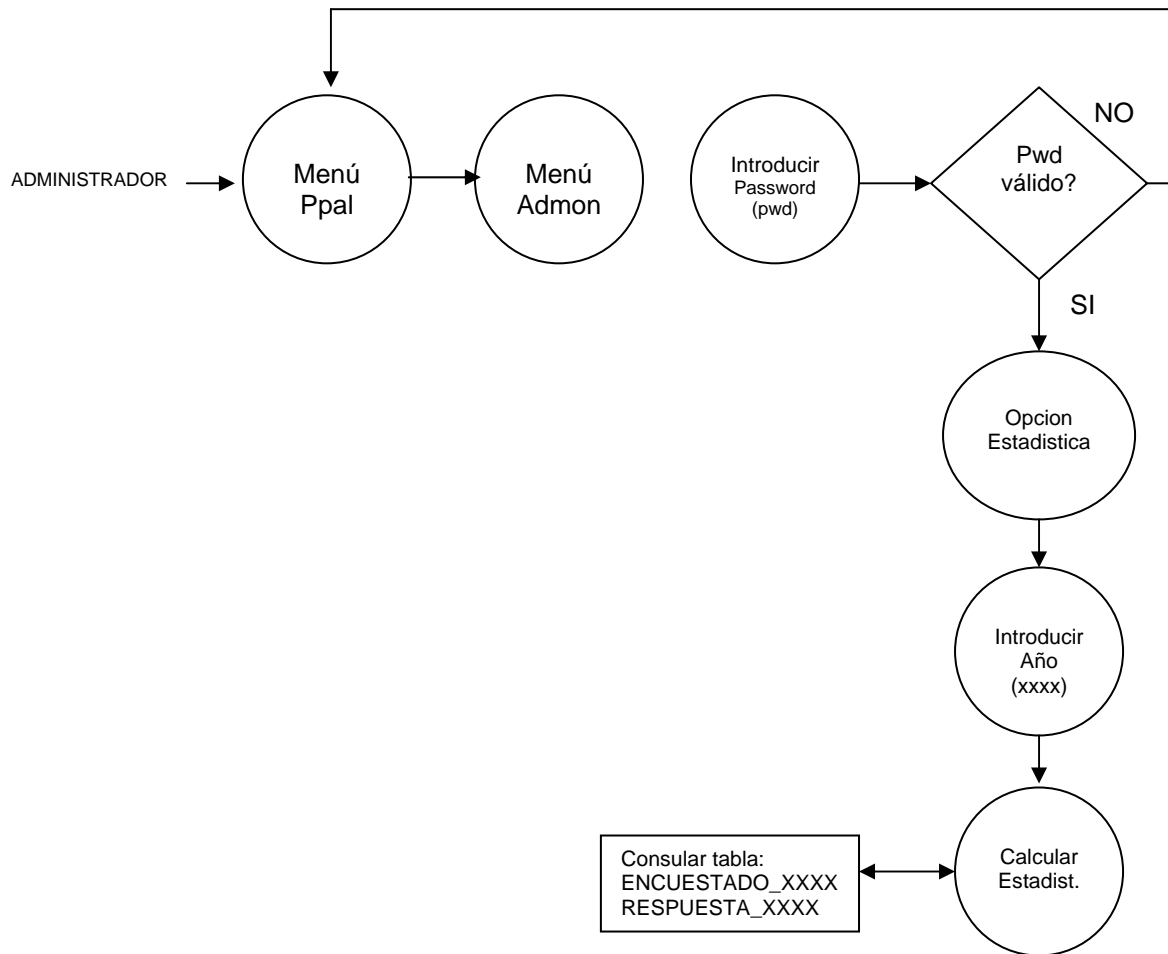 ADMINISTRADOR
Menú
Ppal
Menú
Admon
Introducir
Password
(pwd)
Pwd
válido?
NO
SI
Opcion
Estadistica
Introducir
Año
(xxxx)
Calcular
Estadist.
Consular tabla:
ENCUESTADO_XXXX
RESPUESTA_XXXX